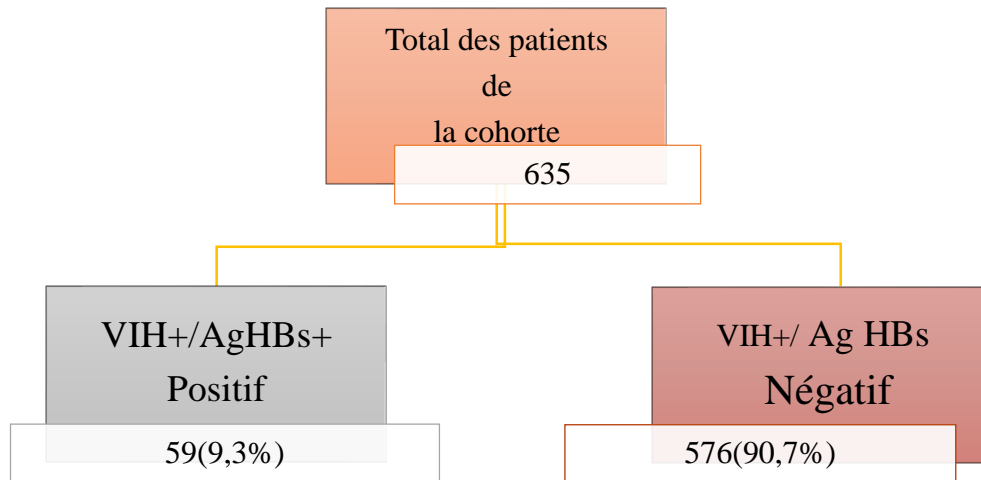 Total des patients
de
la cohorte
635
VIH+/AgHBs+
Positif
59(9,3%)
VIH+/ Ag HBs
Négatif
576(90,7%)